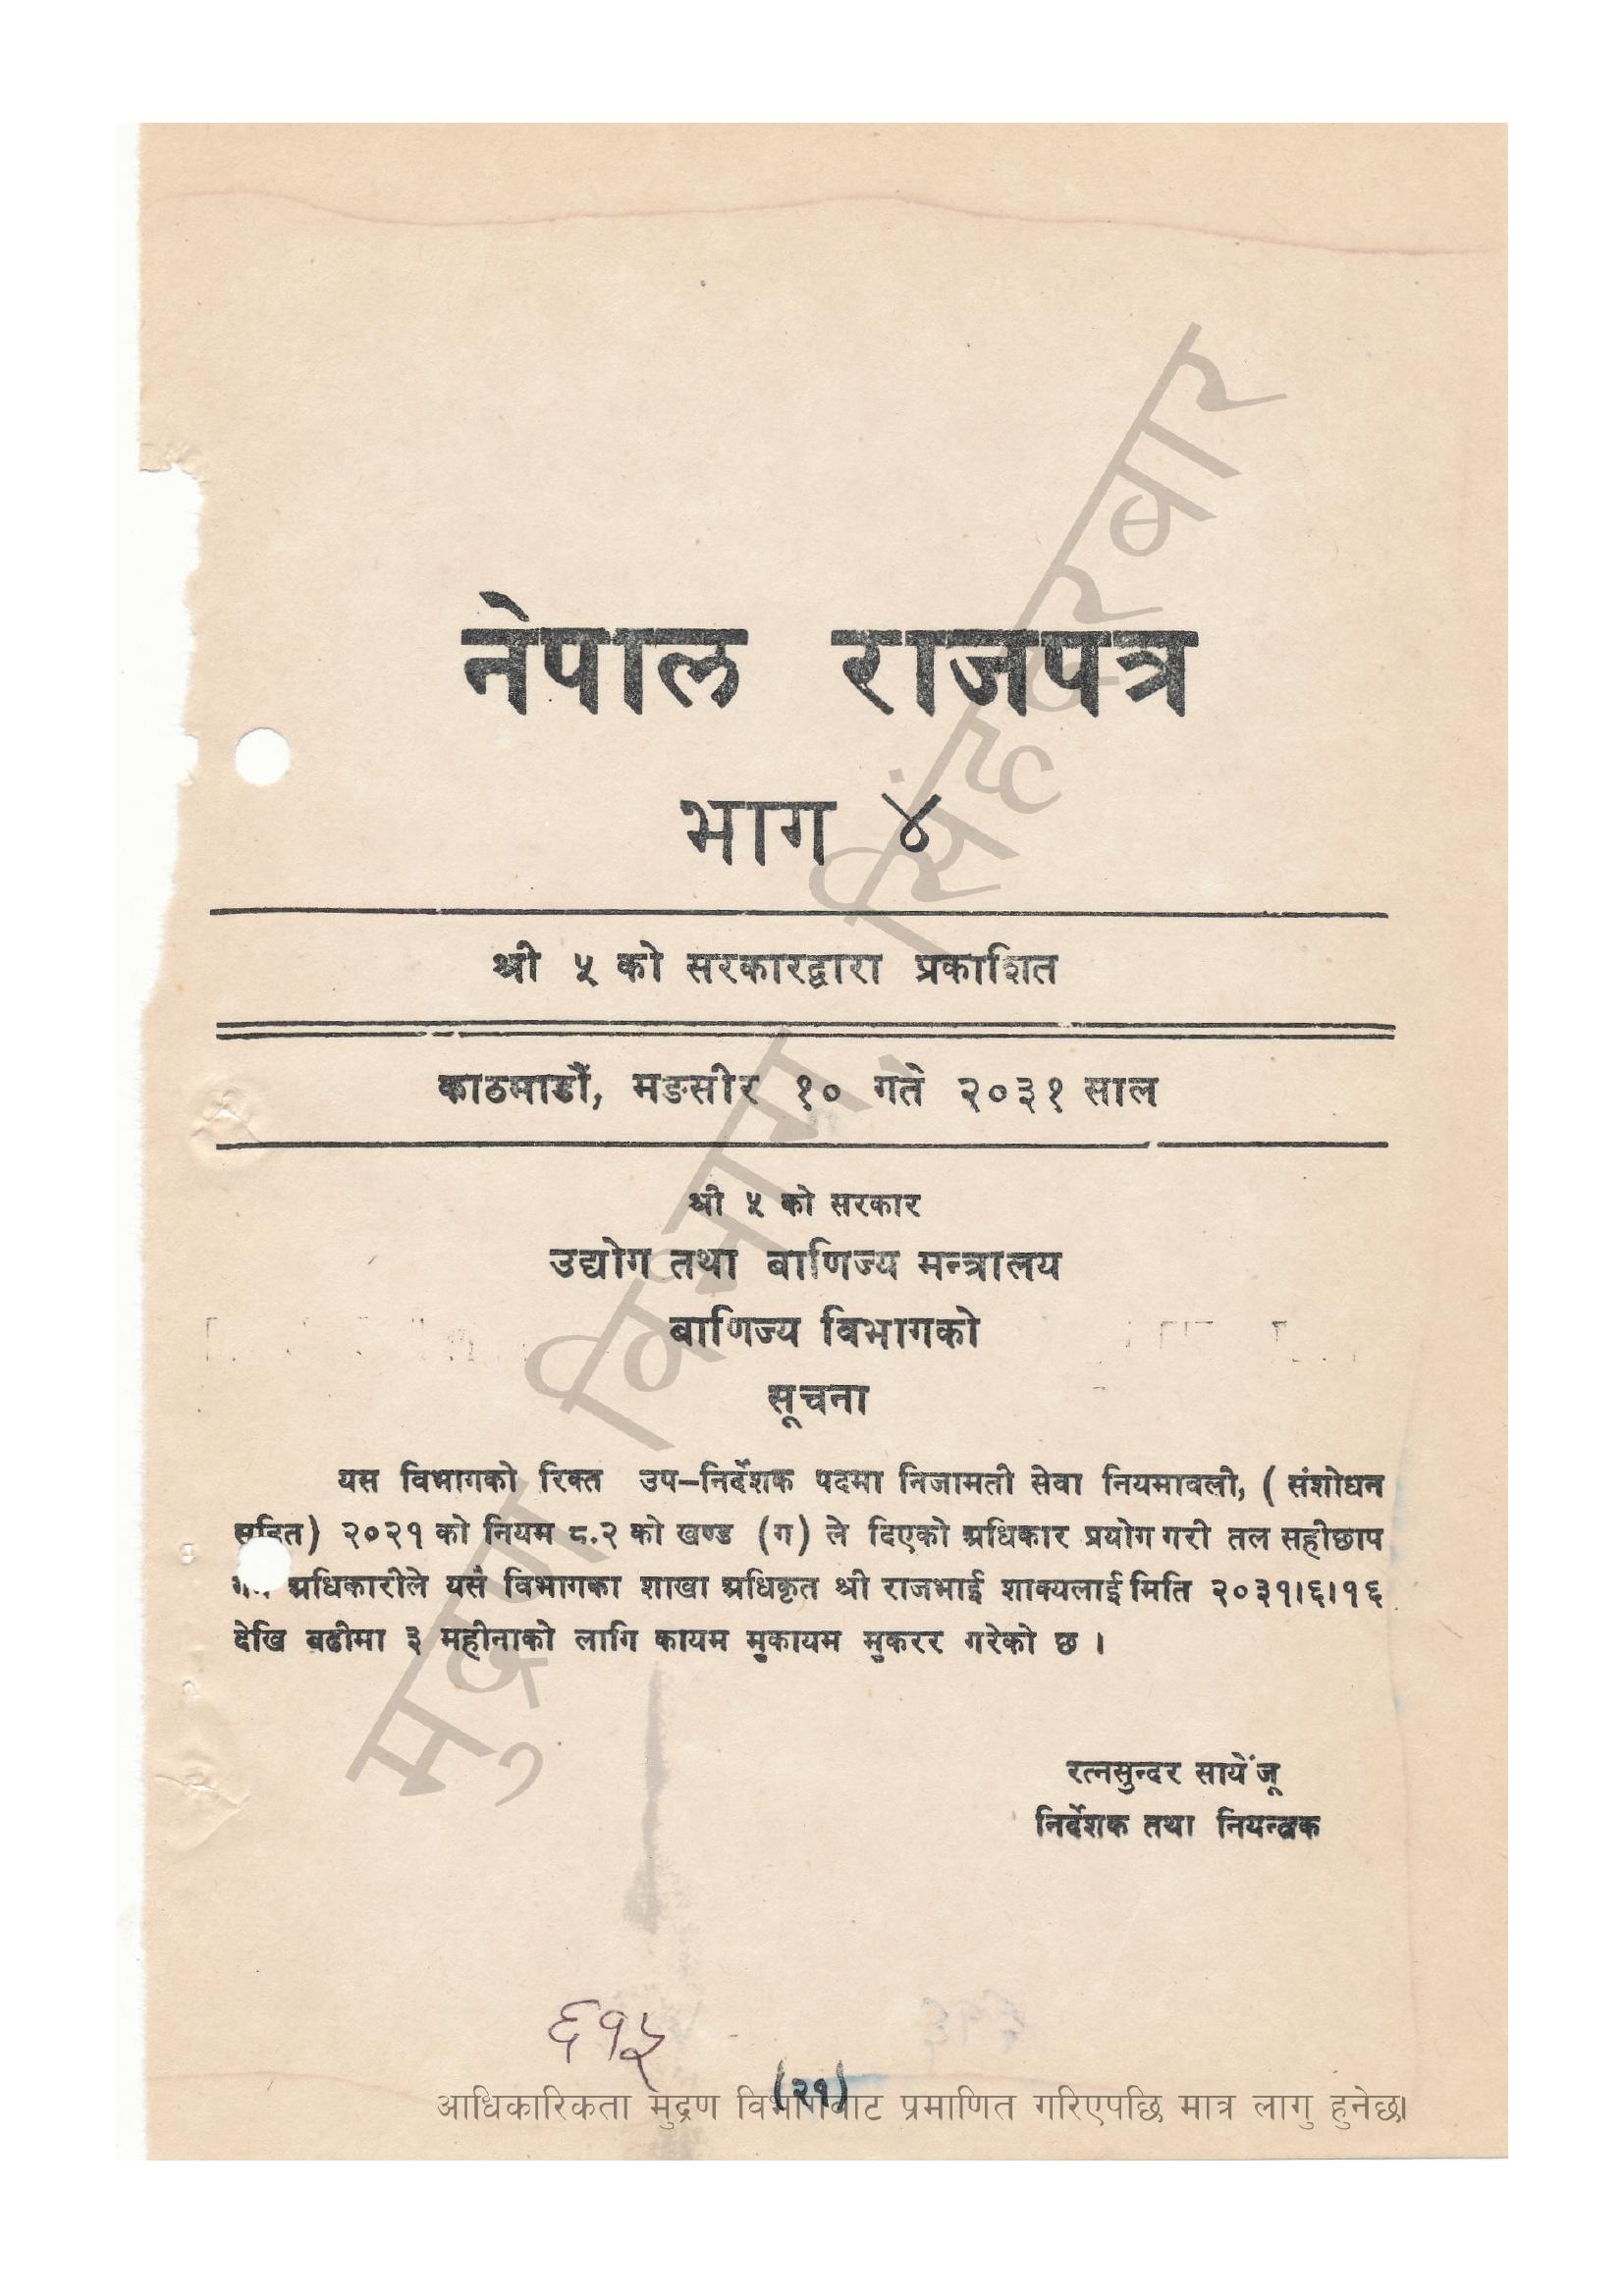 नेपाल राजपत्र
भाग ४
श्री ५ को सरकारद्वारा प्रकाशित
काठमाडौं, मङसीर १० गते २०३१ साल
श्री ५ को सरकार
उद्योग तथा बाणिज्य मन्त्रालय
बाणिज्य विभागको
सूचना
यस विभागको रिक्त उप–निर्देशक पदमा निजामती सेवा नियमावली, ( संशोधन
सहित) २०२१ को नियम ८.२ को खण्ड (ग) ले दिएको अधिकार प्रयोग गरी तल सहीछाप
अधिकारीले यस विभागका शाखा अधिकृत श्री राजभाई शाक्यलाई मिति २०३१।६।१६
देखि बढीमा ३ महीनाको लागि कायम मुकायम मुकरर गरेको छ ।
रत्नसुन्दर सायेंजू
निर्देशक तथा नियन्त्रक
६१५
(२१)
आधिकारिकता मुद्रण विभागबाट प्रमाणित गरिएपछि मात्र लागु हुनेछ।
मुद्रण विभाग, सिंहदरबार